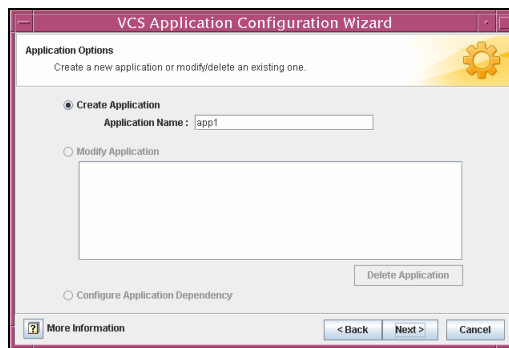 VCS Application Configuration Wizard
Application Options
Create a new application or modify/delete an existing one.
Create Application
Application Name : app1
Modify Application
Delete Application
Configure Application Dependency
? More Information
< Back Next > Cancel